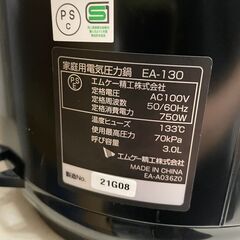 P S C
S
家庭用電気圧力鍋 EA-130
P S E エムケー精工株式会社
定格電圧 AC100V
定格周波数 50/60Hz
定格消費電力 750W
温度ヒューズ 133℃
使用最高圧力 70kPa
呼び容量 3.0L
エムケー精工株式会社
MADE IN CHINA
EA-A03620
製造No. 21G08